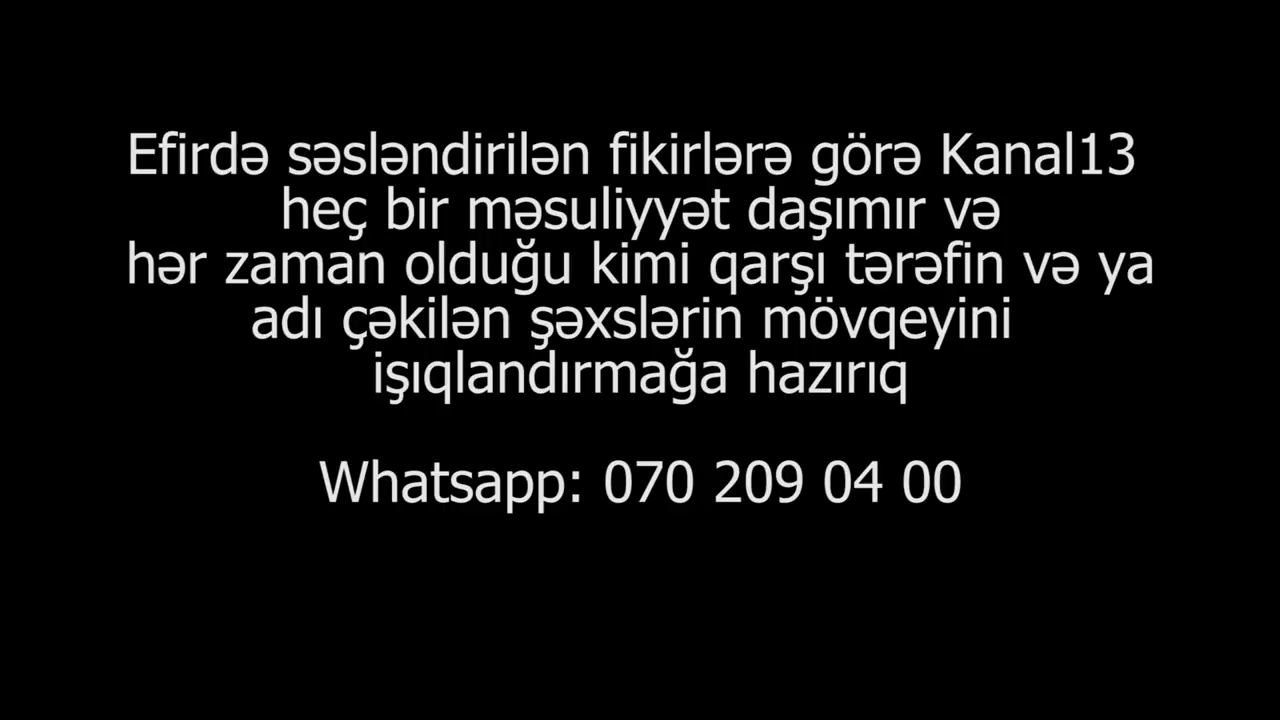 Efirdə səsləndirilən fikirlərə görə Kanal13
heç bir məsuliyyət daşımır və
hər zaman olduğu kimi qarşı tərəfin və ya
adı çəkilən şəxslərin mövqeyini
işıqlandırmağa hazırıq
Whatsapp: 070 209 04 00